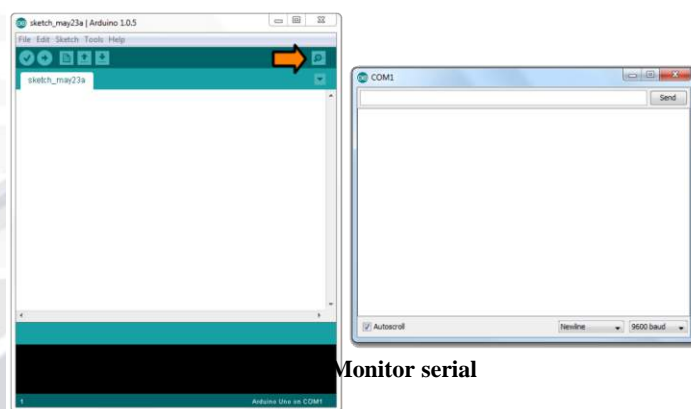 sketch_may23a | Arduino 1.0.5
File Edit Sketch Tools Help
sketch_may23a
1
Arduino Uno on COM1
COM1
Send
Autoscroll
Newline
9600 baud
Monitor serial